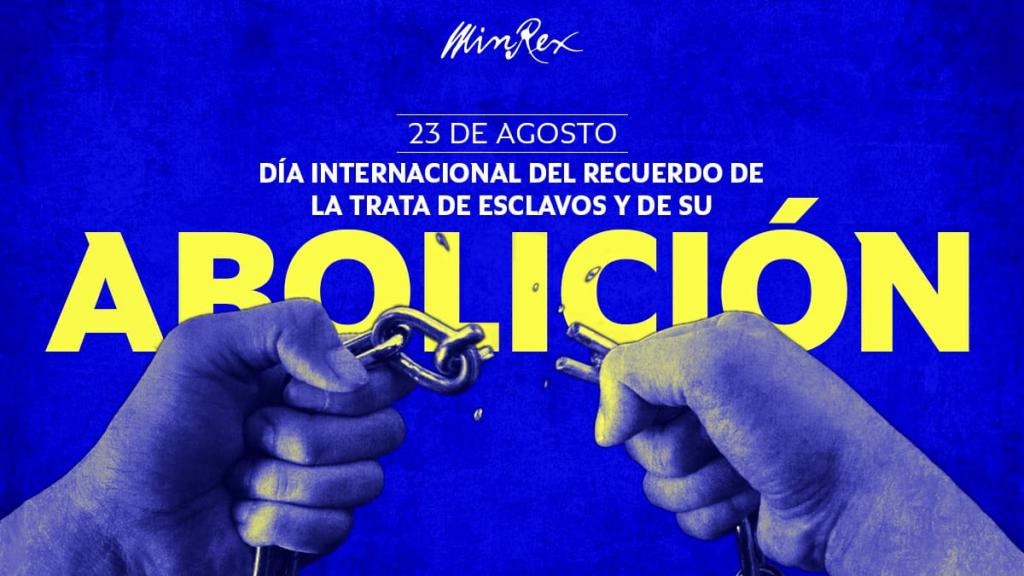 MinRex
23 DE AGOSTO
DÍA INTERNACIONAL DEL RECUERDO DE
LA TRATA DE ESCLAVOS Y DE SU
ABOLICIÓN